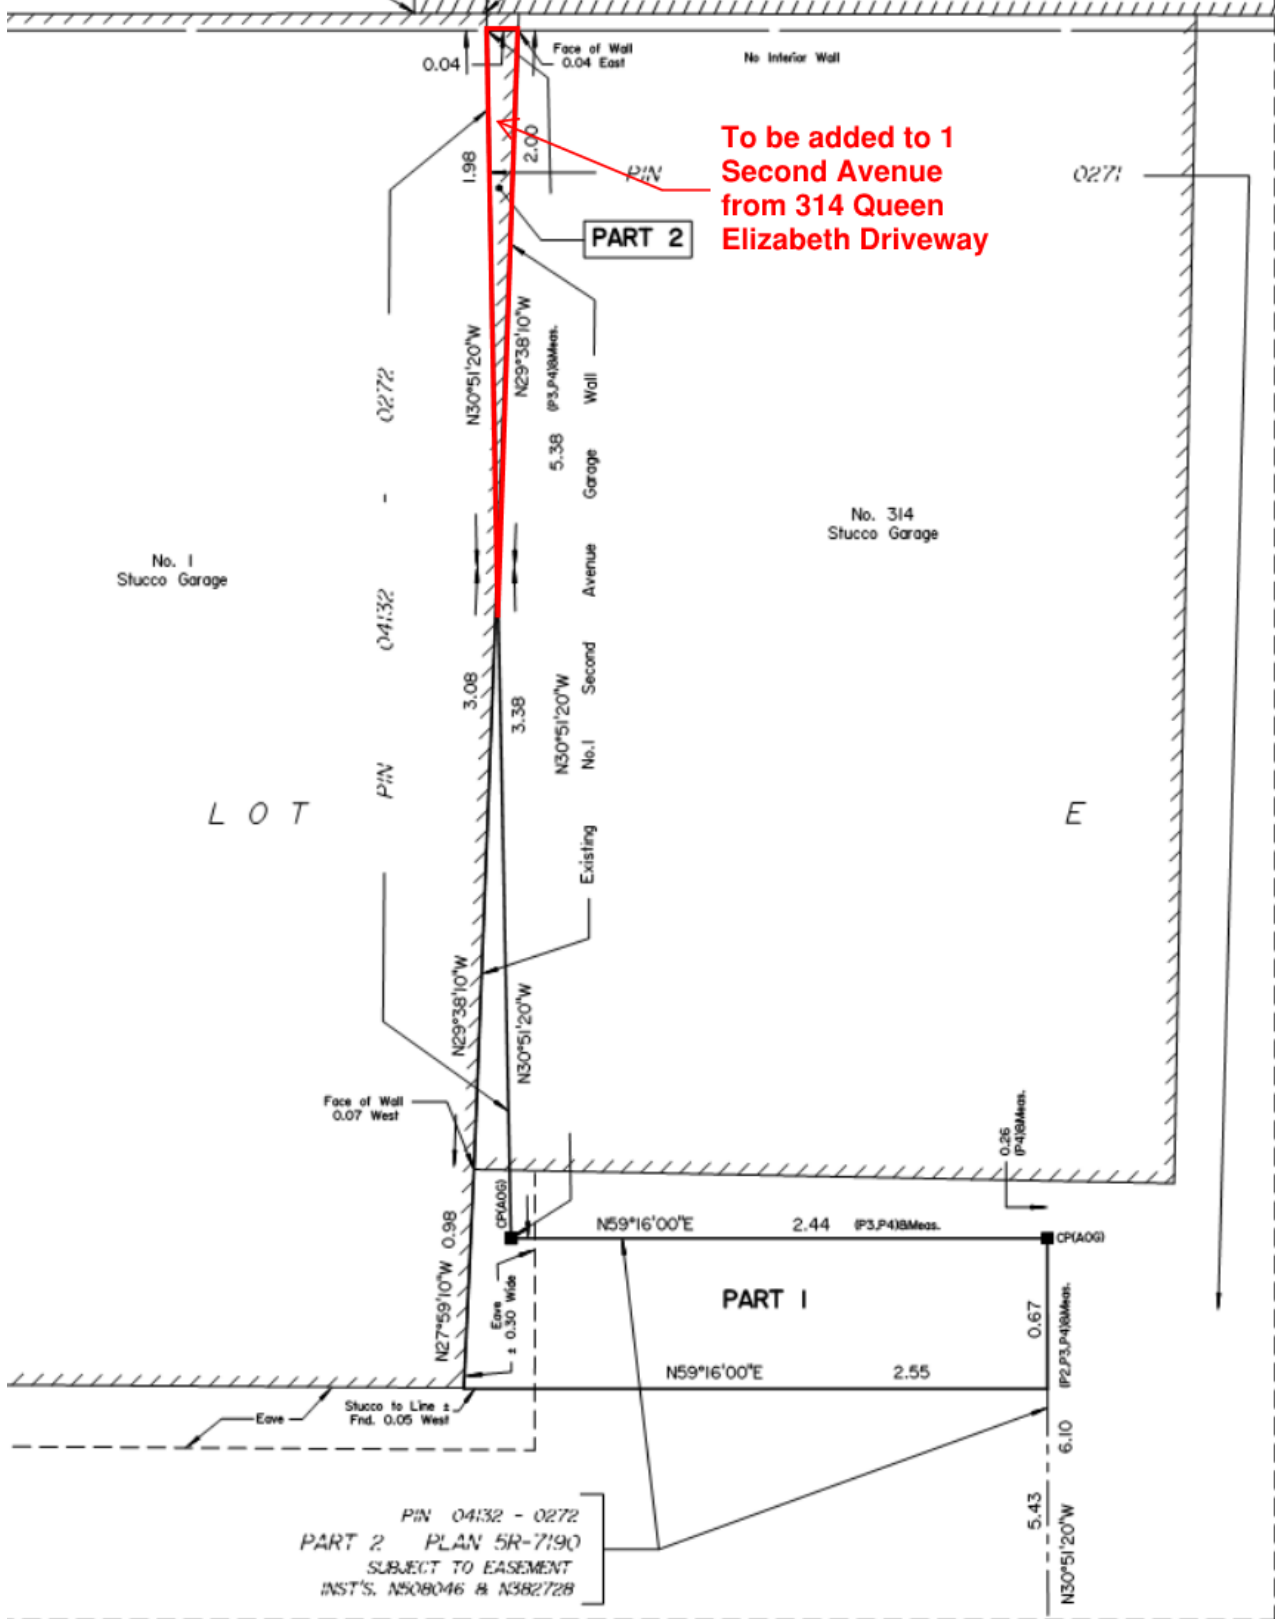 0.04
Face of Wall
0.04 East
No Interior Wall
To be added to 1
Second Avenue
from 314 Queen
Elizabeth Driveway
1.98
2.00
PIN
0271
PART 2
N30°51'20"W
N29°38'10"W
(P3,P4)&Meas.
5.38
0272
-
04132
PIN
Existing No.1 Second Avenue Garage Wall
No. 1
Stucco Garage
No. 314
Stucco Garage
3.08
3.38
N30°51'20"W
LOT
E
N29°38'10"W
N30°51'20"W
Face of Wall
0.07 West
0.26
(P4)&Meas.
CP(AOG)
N59°16'00"E
2.44
(P3,P4)&Meas.
CP(AOG)
N27°59'10"W 0.98
Eave
± 0.30 Wide
PART 1
0.67
(P2,P3,P4)&Meas.
N59°16'00"E
2.55
Eave
Stucco to Line ±
Fnd. 0.05 West
6.10
5.43
N30°51'20"W
PIN 04132 - 0272
PART 2 PLAN 5R-7190
SUBJECT TO EASEMENT
INST'S. N508046 & N382728